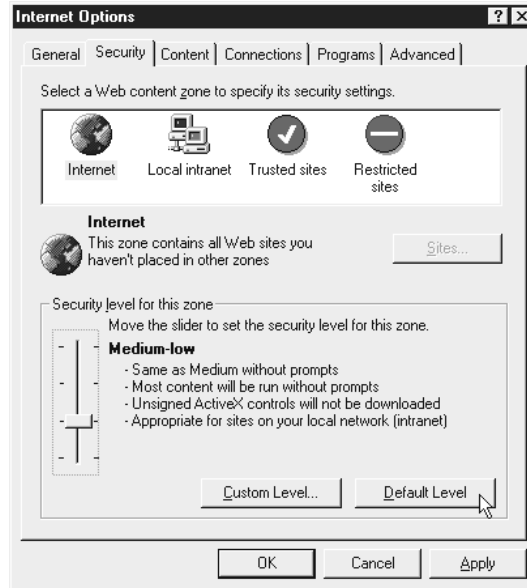 Internet Options
General Security Content Connections Programs Advanced
Select a Web content zone to specify its security settings.
Internet Local intranet Trusted sites Restricted
sites
Internet
This zone contains all Web sites you
haven't placed in other zones
Sites...
Security level for this zone
Move the slider to set the security level for this zone.
Medium-low
- Same as Medium without prompts
- Most content will be run without prompts
- Unsigned ActiveX controls will not be downloaded
- Appropriate for sites on your local network (intranet)
Custom Level... Default Level
OK Cancel Apply